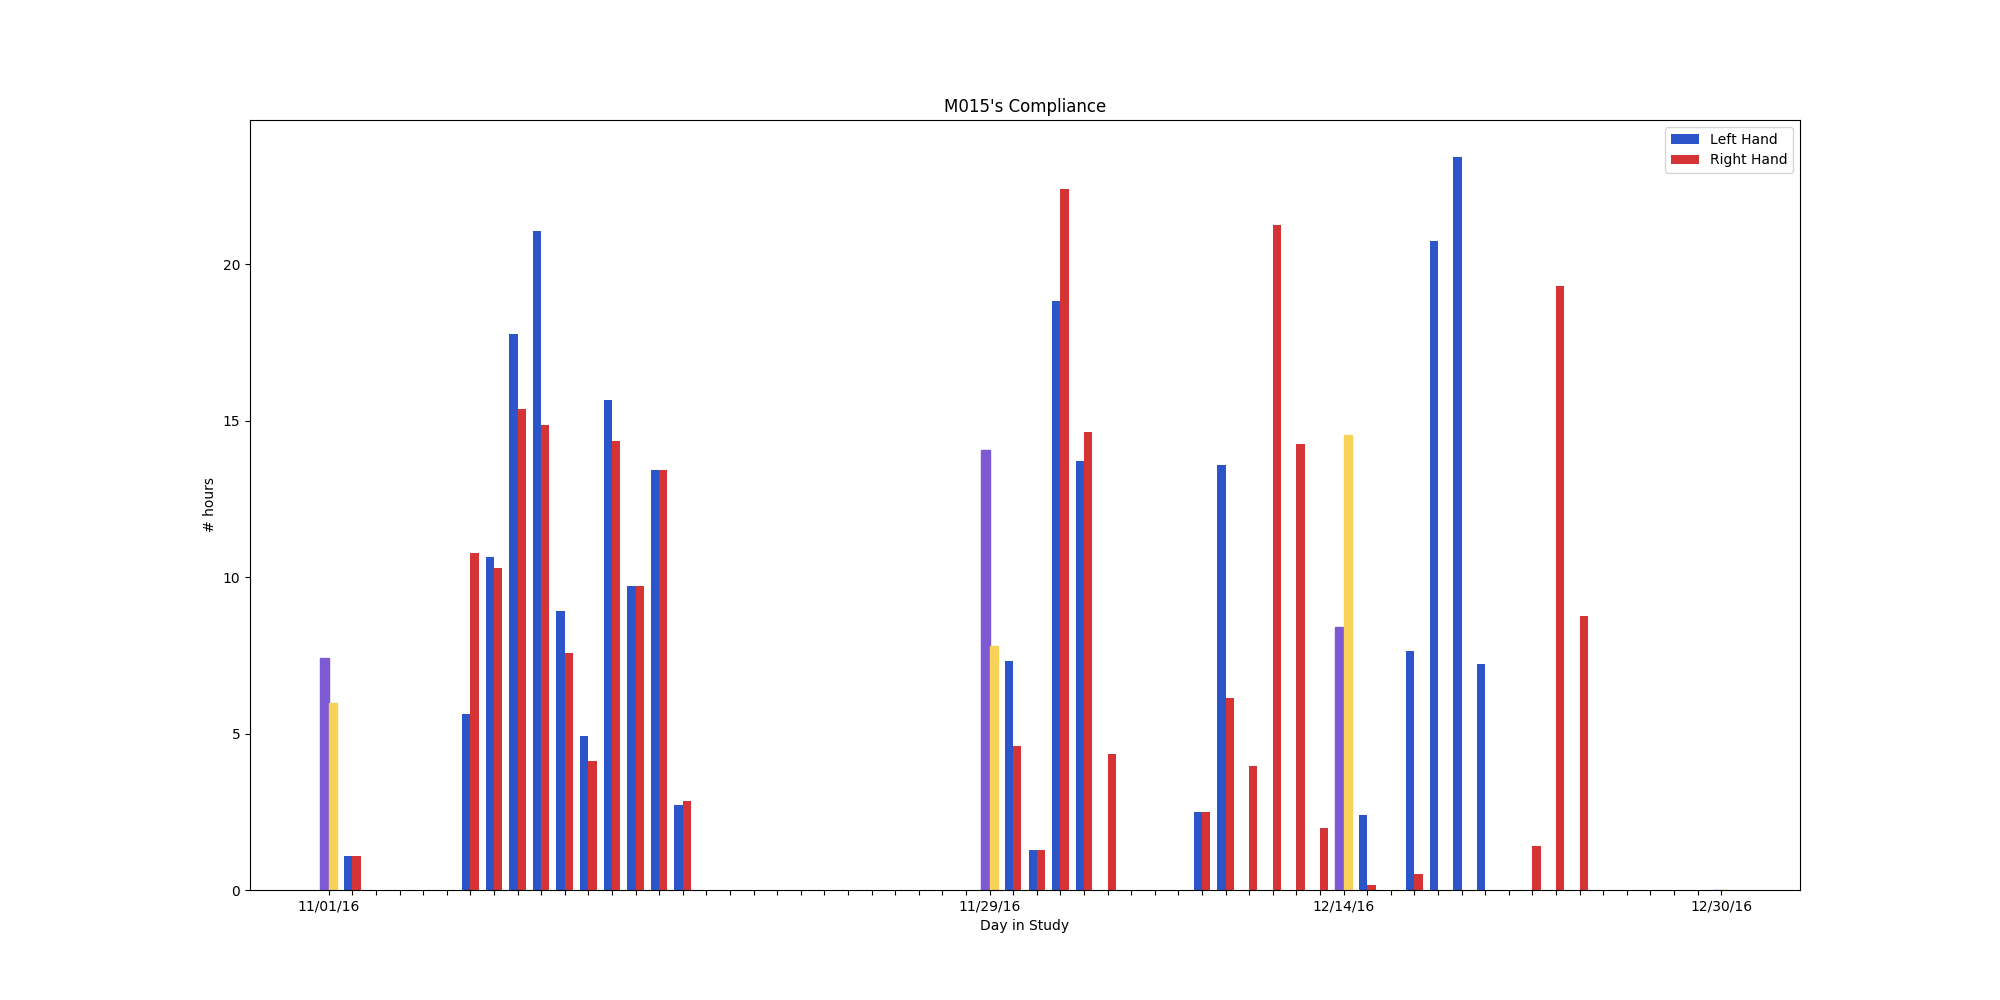 M015's Compliance
Left Hand
Right Hand
20
15
10
5
0
# hours
11/01/16
11/29/16
12/14/16
12/30/16
Day in Study